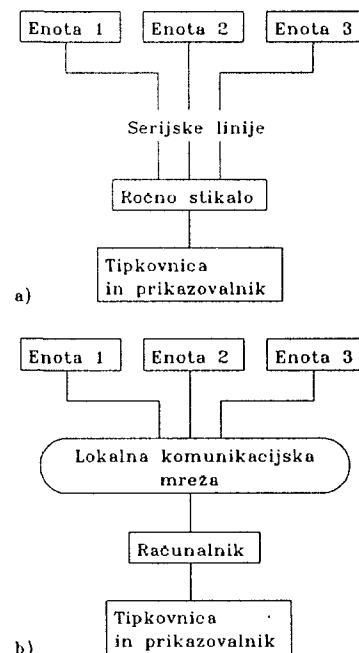 Enota 1 Enota 2 Enota 3
Serijske linije
Ročno stikalo
Tipkovnica
in prikazovalnik
a)
Enota 1 Enota 2 Enota 3
Lokalna komunikacijska
mreža
Računalnik
Tipkovnica
in prikazovalnik
b)